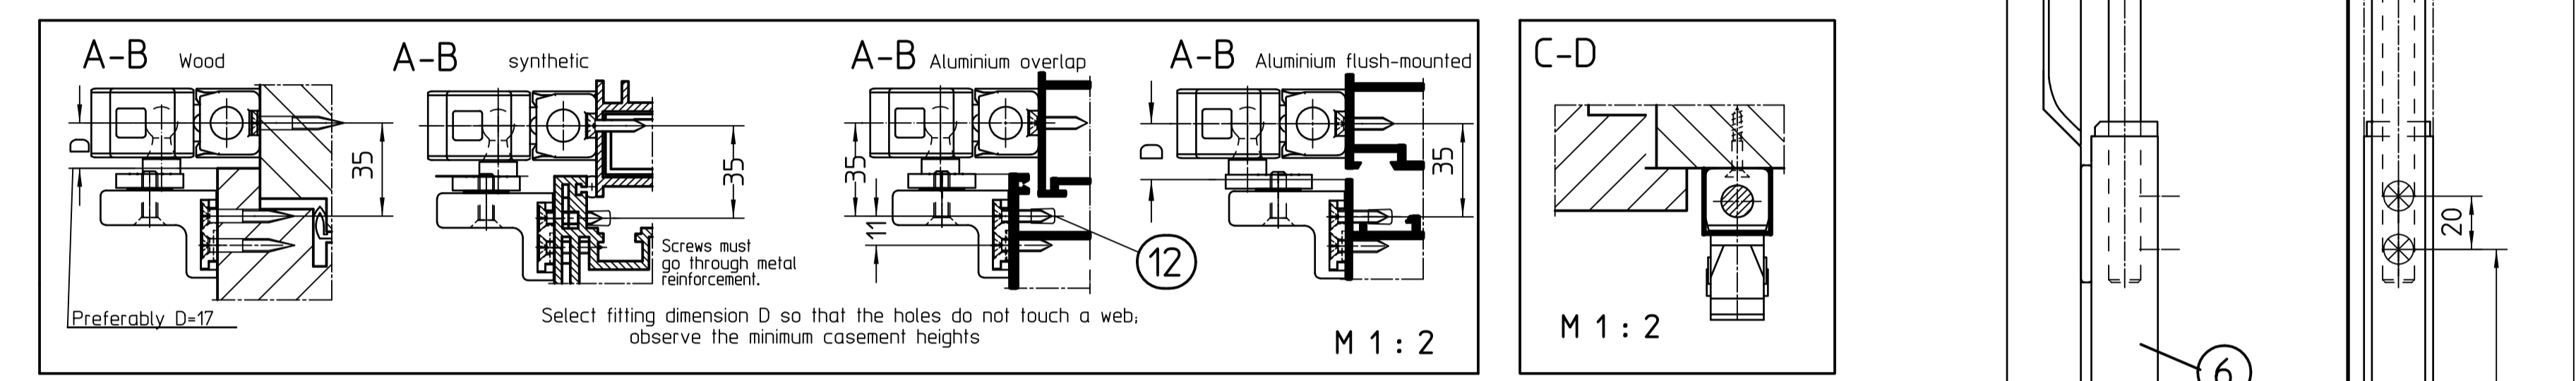 A-B Wood
A-B synthetic
A-B Aluminium overlap
A-B Aluminium flush-mounted
C-D
D
35
35
35
11
D
35
20
12
Screws must
go through metal
reinforcement.
Preferably D=17
Select fitting dimension D so that the holes do not touch a web;
observe the minimum casement heights
M 1 : 2
M 1 : 2
6